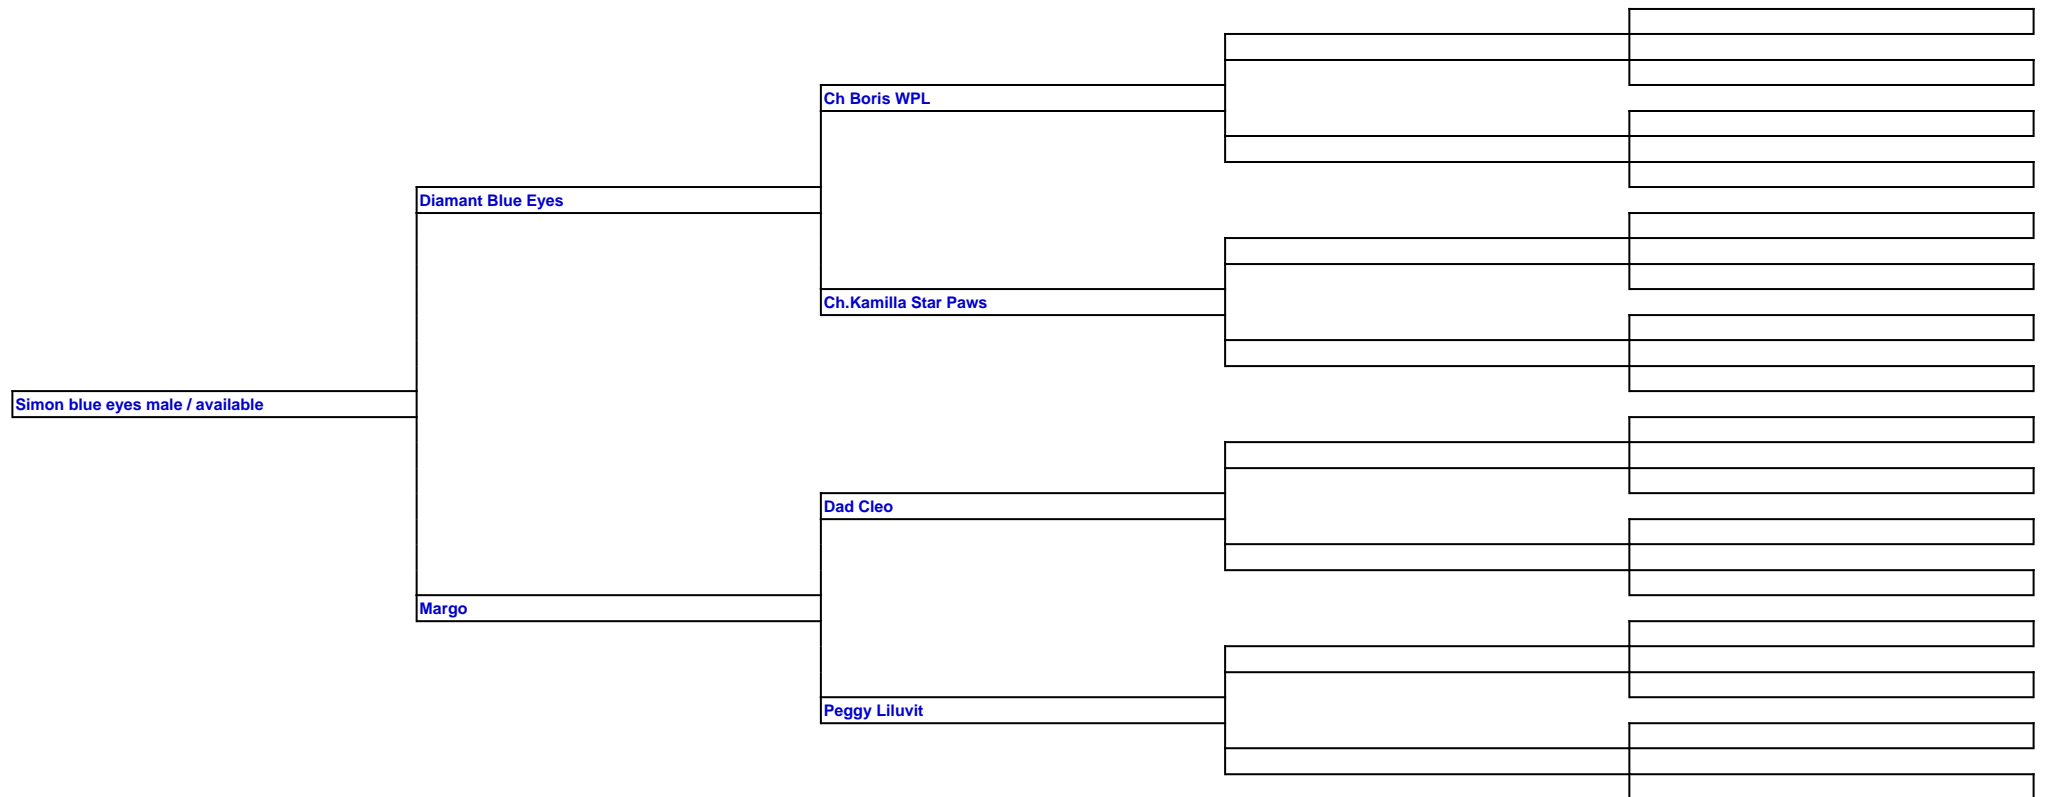 Ch Boris WPL
Diamant Blue Eyes
Ch.Kamilla Star Paws
Simon blue eyes male / available
Dad Cleo
Margo
Peggy Liluvit